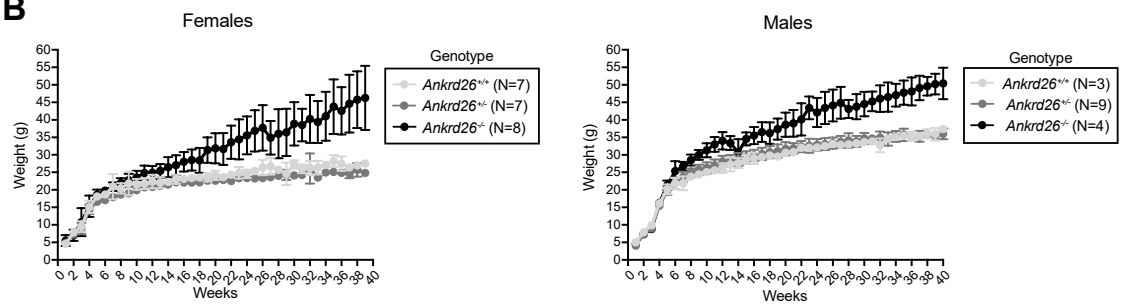 B
Females
Weight (g)
60
55
50
45
40
35
30
25
20
15
10
5
0
0 2 4 6 8 10 12 14 16 18 20 22 24 26 28 30 32 34 36 38 40
Weeks
Genotype
Ankrd26+/+ (N=7)
Ankrd26+/- (N=7)
Ankrd26-/- (N=8)
Males
Weight (g)
60
55
50
45
40
35
30
25
20
15
10
5
0
0 2 4 6 8 10 12 14 16 18 20 22 24 26 28 30 32 34 36 38 40
Weeks
Genotype
Ankrd26+/+ (N=3)
Ankrd26+/- (N=9)
Ankrd26-/- (N=4)